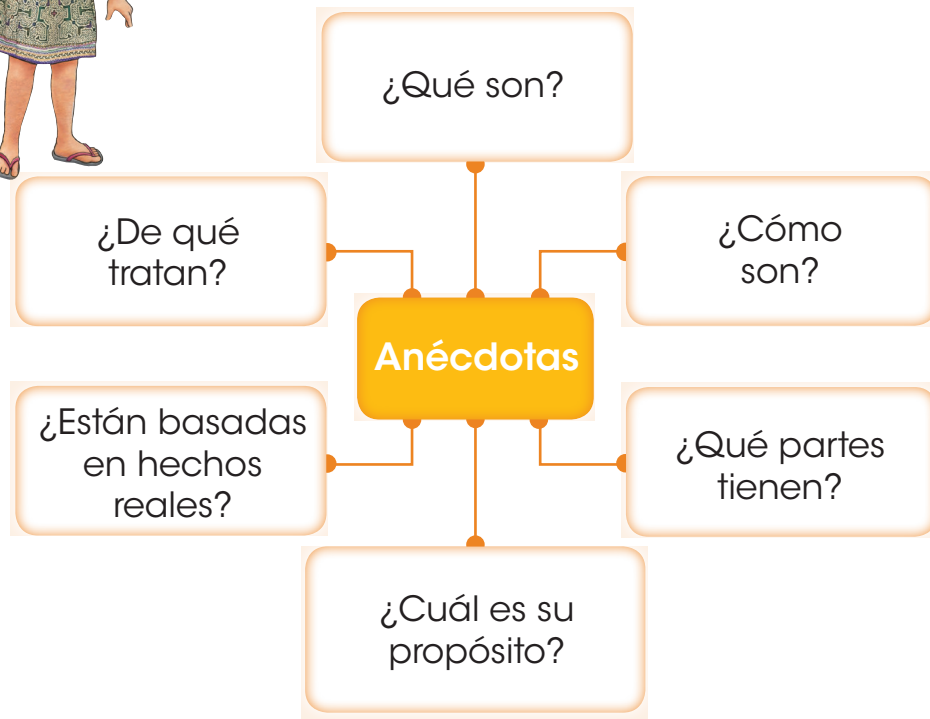 ¿Qué son?
¿De qué
tratan?
¿Cómo
son?
Anécdotas
¿Están basadas
en hechos
reales?
¿Qué partes
tienen?
¿Cuál es su
propósito?